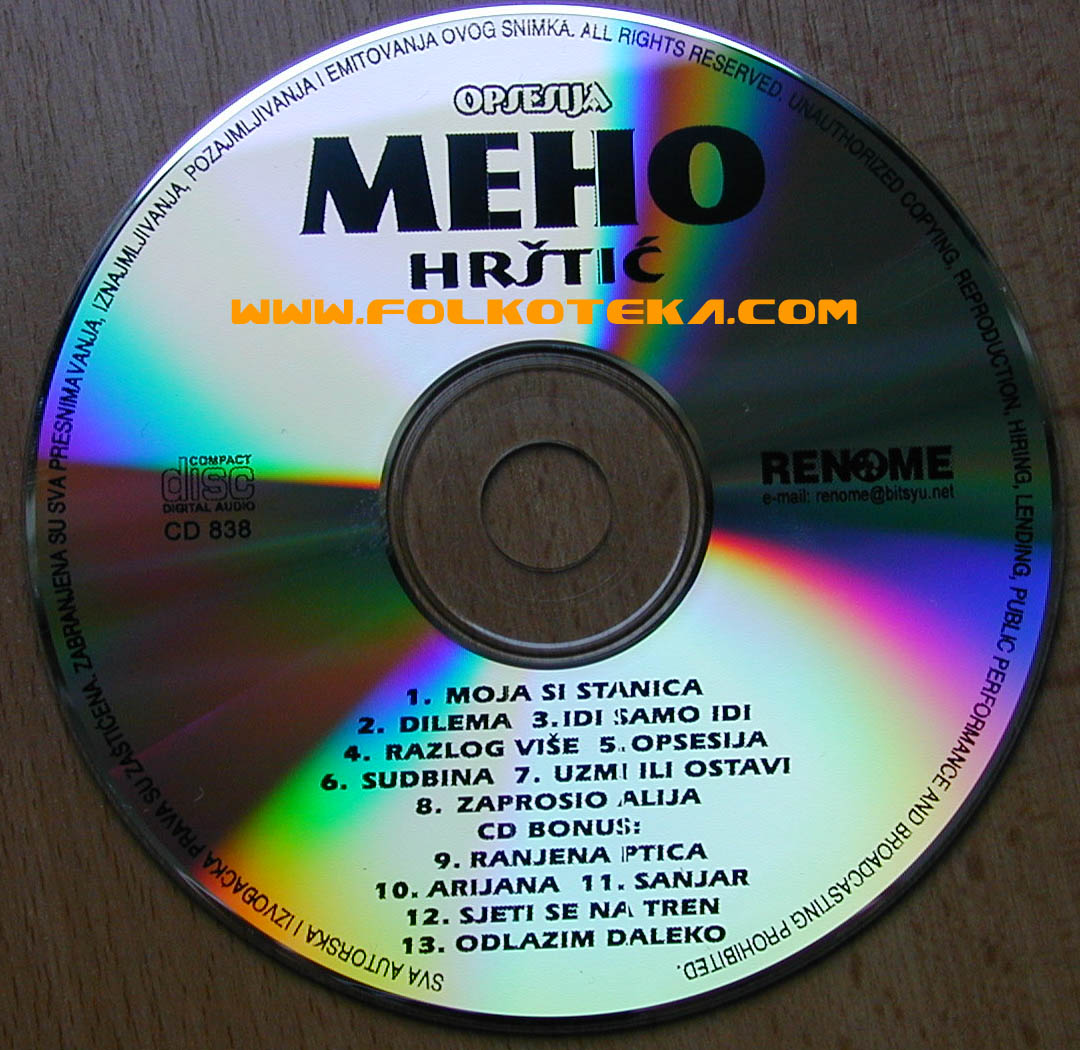 SVA AUTORSKA I IZVOĐAČKA PRAVA SU ZAŠTIĆENA. ZABRANJENA SU SVA PRESNIMAVANJA, IZNAJMLJIVANJA, POZAJMLJIVANJA I EMITOVANJA OVOG SNIMKA. ALL RIGHTS RESERVED. UNAUTHORIZED COPYING, REPRODUCTION, HIRING, LENDING, PUBLIC PERFORMANCE AND BROADCASTING PROHIBITED.
OPSESIJA
MEHO
HRŠTIĆ
WWW.FOLKOTEKA.COM
COMPACT
disc
DIGITAL AUDIO
CD 838
RENOME
e-mail: renome@bitsyu.net
1. MOJA SI STANICA
2. DILEMA 3. IDI SAMO IDI
4. RAZLOG VIŠE 5. OPSESIJA
6. SUDBINA 7. UZMI ILI OSTAVI
8. ZAPROSIO ALIJA
CD BONUS:
9. RANJENA PTICA
10. ARIJANA 11. SANJAR
12. SJETI SE NA TREN
13. ODLAZIM DALEKO